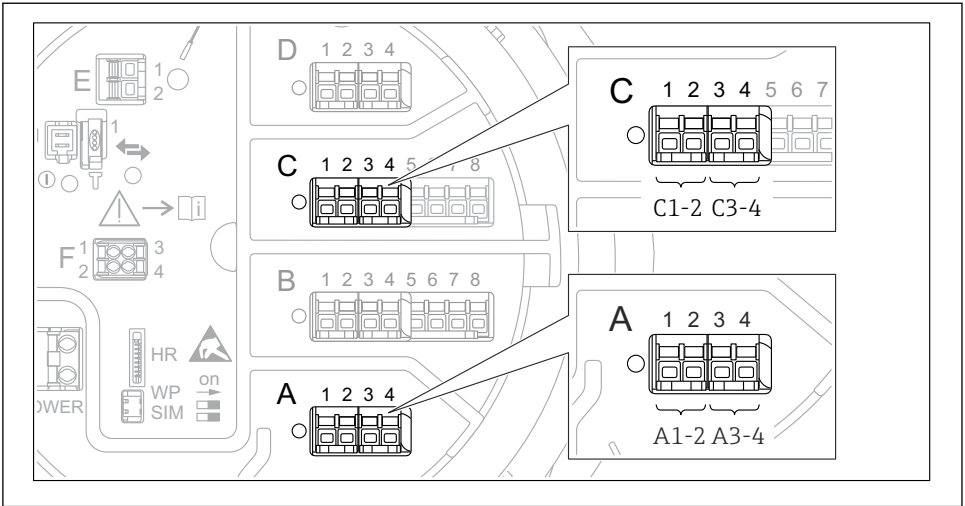 D 1 2 3 4
E 1
2
1
C 1 2 3 4 5 6 7 8
i
F 1 3
2 4
B 1 2 3 4 5 6 7 8
HR
WP on
SIM
OWER
A 1 2 3 4
C 1 2 3 4 5 6 7
C1-2 C3-4
A 1 2 3 4
A1-2 A3-4